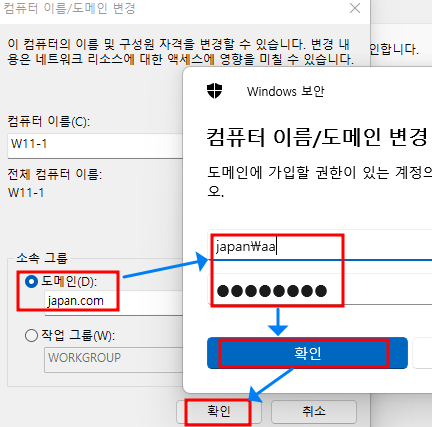 컴퓨터 이름/도메인 변경
이 컴퓨터의 이름 및 구성원 자격을 변경할 수 있습니다. 변경 내
용은 네트워크 리소스에 대한 액세스에 영향을 미칠 수 있습니다.
인합니다.
컴퓨터 이름(C):
W11-1
전체 컴퓨터 이름:
W11-1
소속 그룹
도메인(D):
japan.com
작업 그룹(W):
WORKGROUP
확인
취소
Windows 보안
컴퓨터 이름/도메인 변경
도메인에 가입할 권한이 있는 계정의
오.
japan₩aa
●●●●●●●●
확인